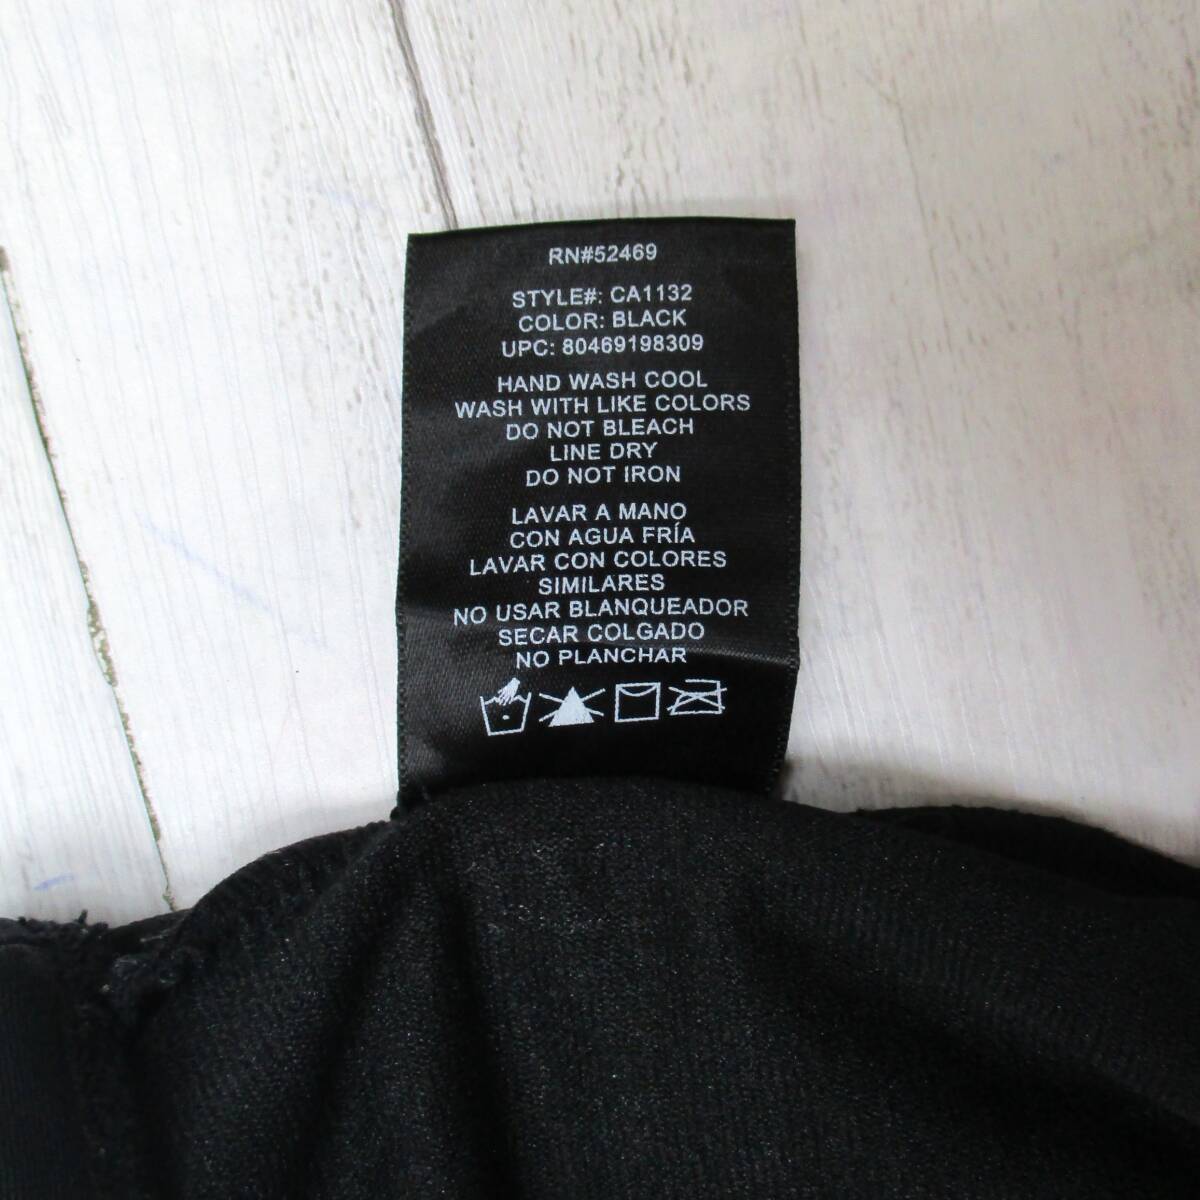 RN#52469
STYLE#: CA1132
COLOR: BLACK
UPC: 80469198309
HAND WASH COOL
WASH WITH LIKE COLORS
DO NOT BLEACH
LINE DRY
DO NOT IRON
LAVAR A MANO
CON AGUA FRÍA
LAVAR CON COLORES
SIMILARES
NO USAR BLANQUEADOR
SECAR COLGADO
NO PLANCHAR